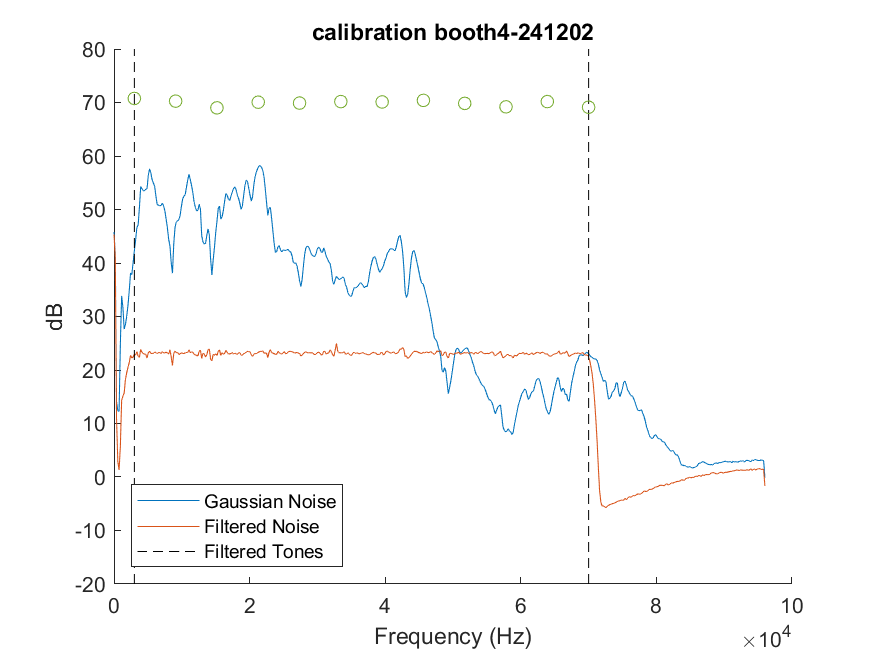 calibration booth4-241202
80
70
60
50
40
30
20
10
0
-10
-20
dB
Gaussian Noise
Filtered Noise
Filtered Tones
0 2 4 6 8 10
Frequency (Hz)
×10⁴